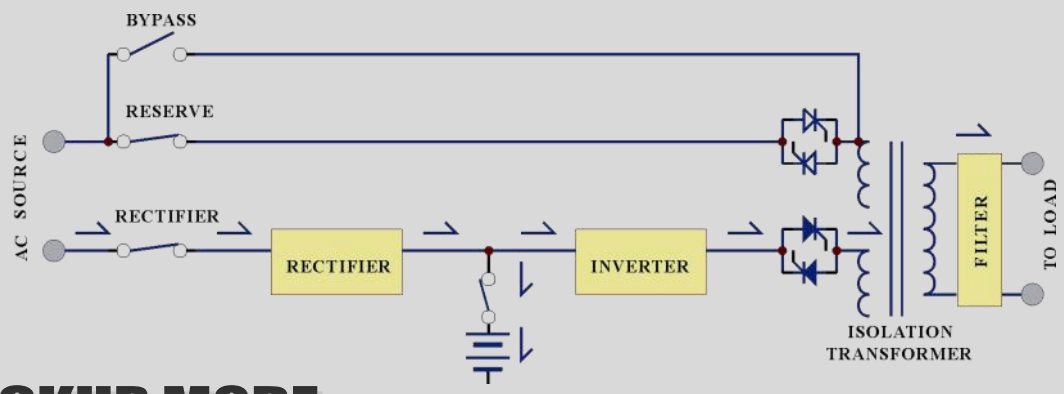 BYPASS
RESERVE
AC SOURCE
RECTIFIER
RECTIFIER
INVERTER
FILTER
TO LOAD
ISOLATION
TRANSFORMER